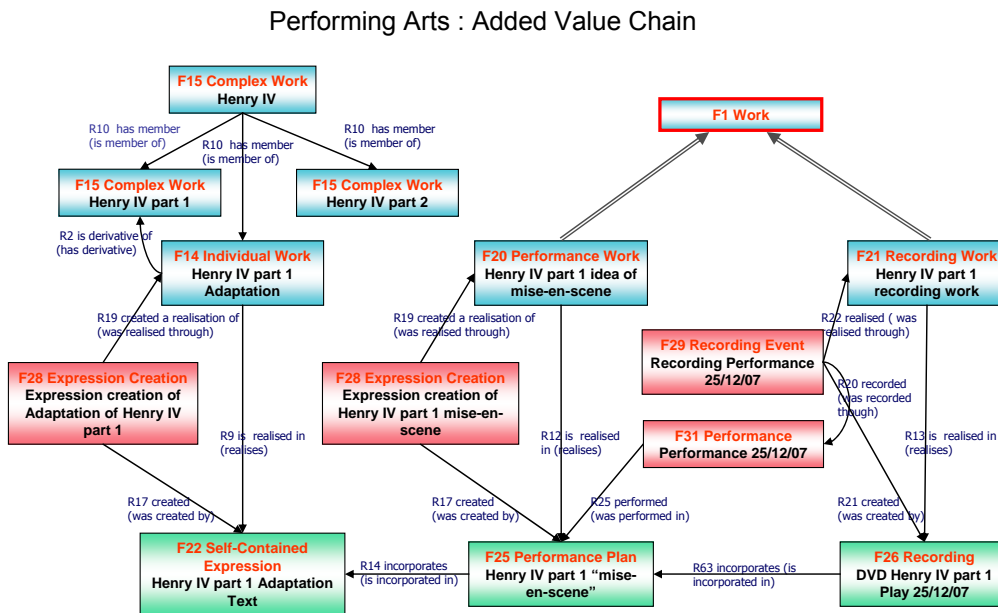 Performing Arts : Added Value Chain
F15 Complex Work
Henry IV
F1 Work
R10  has member
(is member of)
R10  has member
(is member of)
R10  has member
(is member of)
F15 Complex Work
Henry IV part 1
F15 Complex Work
Henry IV part 2
R2 is derivative of
(has derivative)
F14 Individual Work
Henry IV part 1
Adaptation
F20 Performance Work
Henry IV part 1 idea of
mise-en-scene
F21 Recording Work
Henry IV part 1
recording work
R19 created a realisation of
(was realised through)
R19 created a realisation of
(was realised through)
R22 realised ( was
realised through)
F29 Recording Event
Recording Performance
25/12/07
F28 Expression Creation
Expression creation of
Adaptation of Henry IV
part 1
F28 Expression Creation
Expression creation of
Henry IV part 1 mise-en-
scene
R20 recorded
(was recorded
though)
F31 Performance
Performance 25/12/07
R9 is  realised in
(realises)
R12 is  realised
in (realises)
R13 is  realised in
(realises)
R17 created
(was created by)
R17 created
(was created by)
R25 performed
(was performed in)
R21 created
(was created by)
F22 Self-Contained
Expression
Henry IV part 1 Adaptation
Text
R14 incorporates
(is incorporated in)
F25 Performance Plan
Henry IV part 1 “mise-
en-scene”
R63 incorporates (is
incorporated in)
F26 Recording
DVD Henry IV part 1
Play 25/12/07